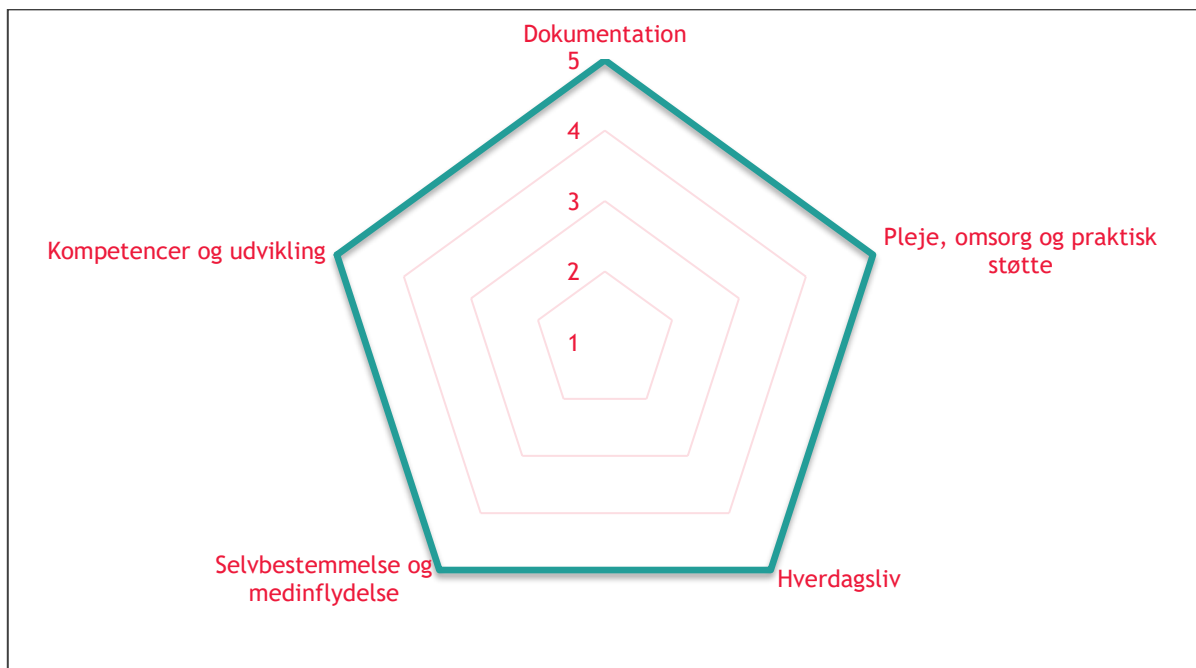 Dokumentation
5
4
3
2
1
Pleje, omsorg og praktisk
støtte
Hverdagsliv
Selvbestemmelse og
medinflydelse
Kompetencer og udvikling